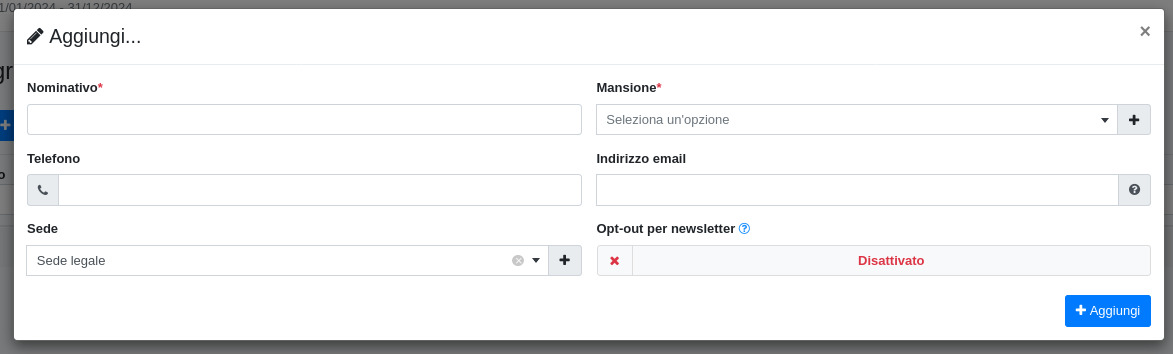 1/01/2024 - 31/12/2024
Aggiungi...
×
gr
Nominativo*
Mansione*
Seleziona un'opzione
Telefono
Indirizzo email
o
Sede
Opt-out per newsletter
Sede legale
Disattivato
Aggiungi